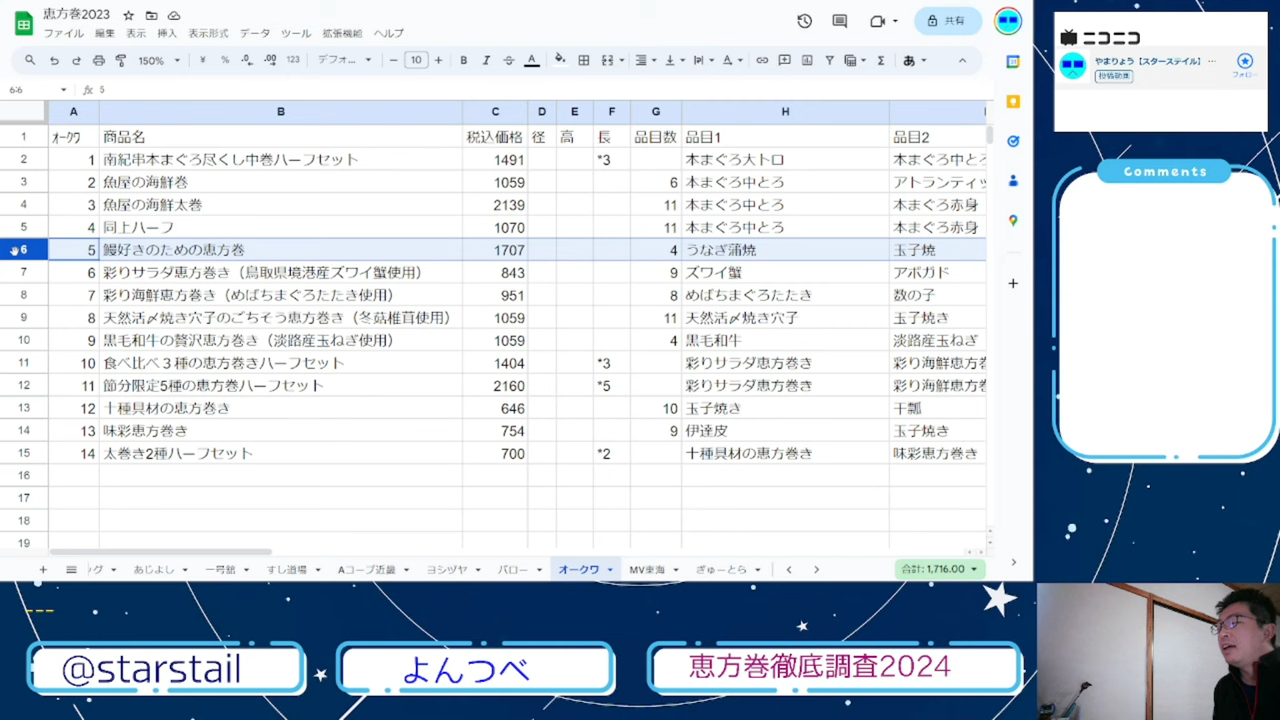 恵方巻2023
ファイル 編集 表示 挿入 表示形式 データ ツール 拡張機能 ヘルプ
共有
150% ¥ % .0 .00 123 デフォ... 10 B I A あ
6:6 fx 5
A B C D E F G H
1 ｵｰｸﾜ 商品名 税込価格 径 高 長 品目数 品目1 品目2
2 1 南紀串本まぐろ尽くし中巻ハーフセット 1491 *3 本まぐろ大トロ 本まぐろ中とろ
3 2 魚屋の海鮮巻 1059 6 本まぐろ中とろ アトランティッ
4 3 魚屋の海鮮太巻 2139 11 本まぐろ中とろ 本まぐろ赤身
5 4 同上ハーフ 1070 11 本まぐろ中とろ 本まぐろ赤身
6 5 鰻好きのための恵方巻 1707 4 うなぎ蒲焼 玉子焼
7 6 彩りサラダ恵方巻き（鳥取県境港産ズワイ蟹使用） 843 9 ズワイ蟹 アボガド
8 7 彩り海鮮恵方巻き（めばちまぐろたたき使用） 951 8 めばちまぐろたたき 数の子
9 8 天然活〆焼き穴子のごちそう恵方巻き（冬菇椎茸使用） 1059 11 天然活〆焼き穴子 玉子焼き
10 9 黒毛和牛の贅沢恵方巻き（淡路産玉ねぎ使用） 1059 4 黒毛和牛 淡路産玉ねぎ
11 10 食べ比べ３種の恵方巻きハーフセット 1404 *3 彩りサラダ恵方巻き 彩り海鮮恵方巻
12 11 節分限定5種の恵方巻ハーフセット 2160 *5 彩りサラダ恵方巻き 彩り海鮮恵方巻
13 12 十種具材の恵方巻き 646 10 玉子焼き 干瓢
14 13 味彩恵方巻き 754 9 伊達皮 玉子焼き
15 14 太巻き2種ハーフセット 700 *2 十種具材の恵方巻き 味彩恵方巻き
16
17
18
19
ング あじよし 一号舘 すし道場 Aコープ近畿 ヨシヅヤ バロー オークワ MV東海 ぎゅーとら 合計: 1,716.00
ニコニコ
やまりょう【スターステイル】…
投稿動画
フォロー
Comments
@starstail
よんつべ
恵方巻徹底調査2024